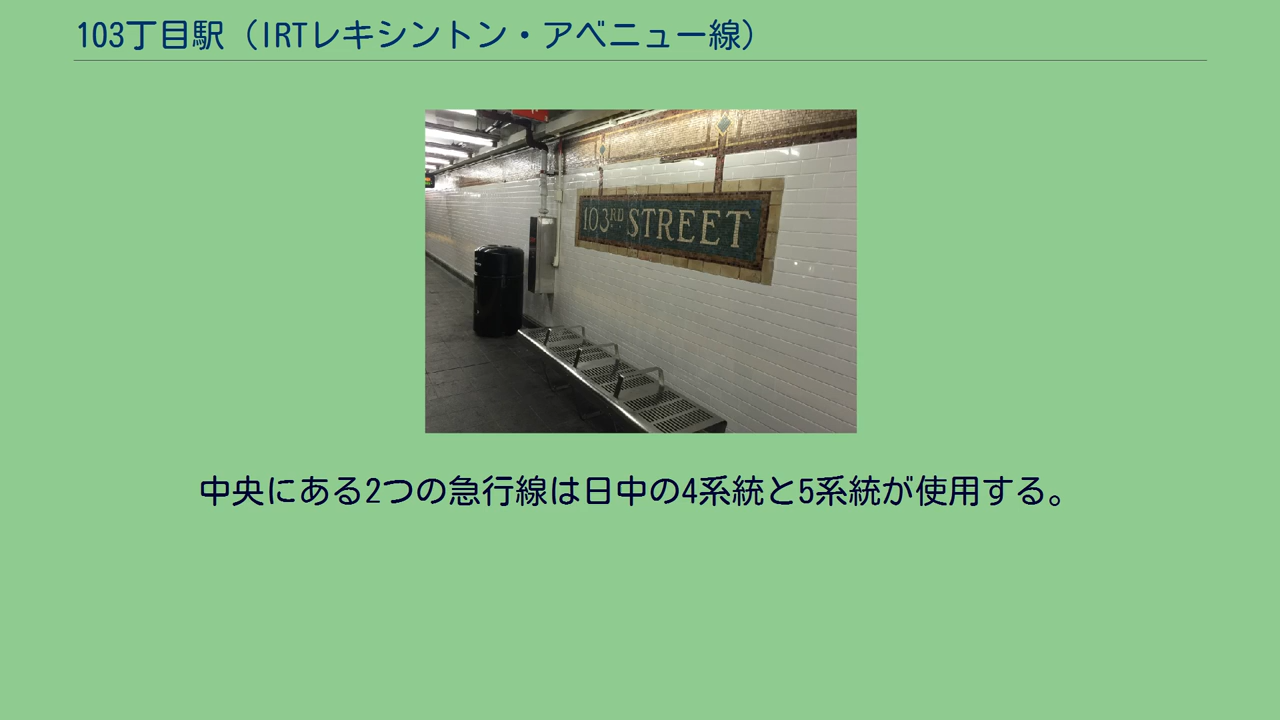 103丁目駅（IRTレキシントン・アベニュー線）
103RD STREET
中央にある2つの急行線は日中の4系統と5系統が使用する。